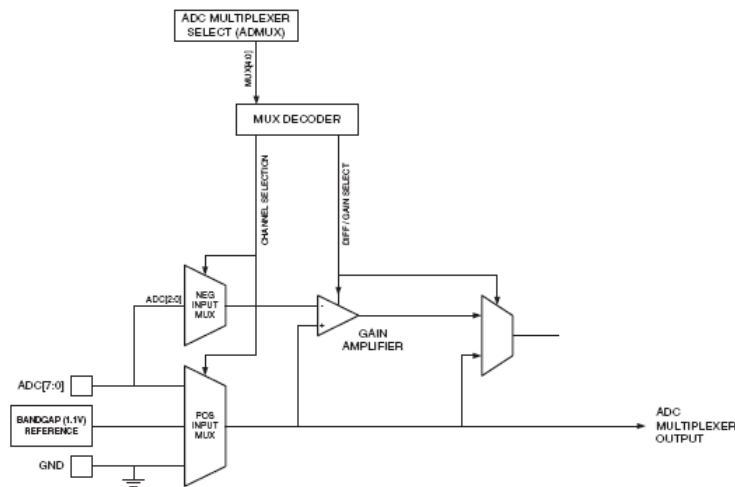 ADC MULTIPLEXER
SELECT (ADMUX)
MUX[4:0]
MUX DECODER
CHANNEL SELECTION
DIFF / GAIN SELECT
ADC[2:0]
NEG
INPUT
MUX
-
+
GAIN
AMPLIFIER
ADC[7:0]
BANDGAP (1.1V)
REFERENCE
GND
POS
INPUT
MUX
ADC
MULTIPLEXER
OUTPUT